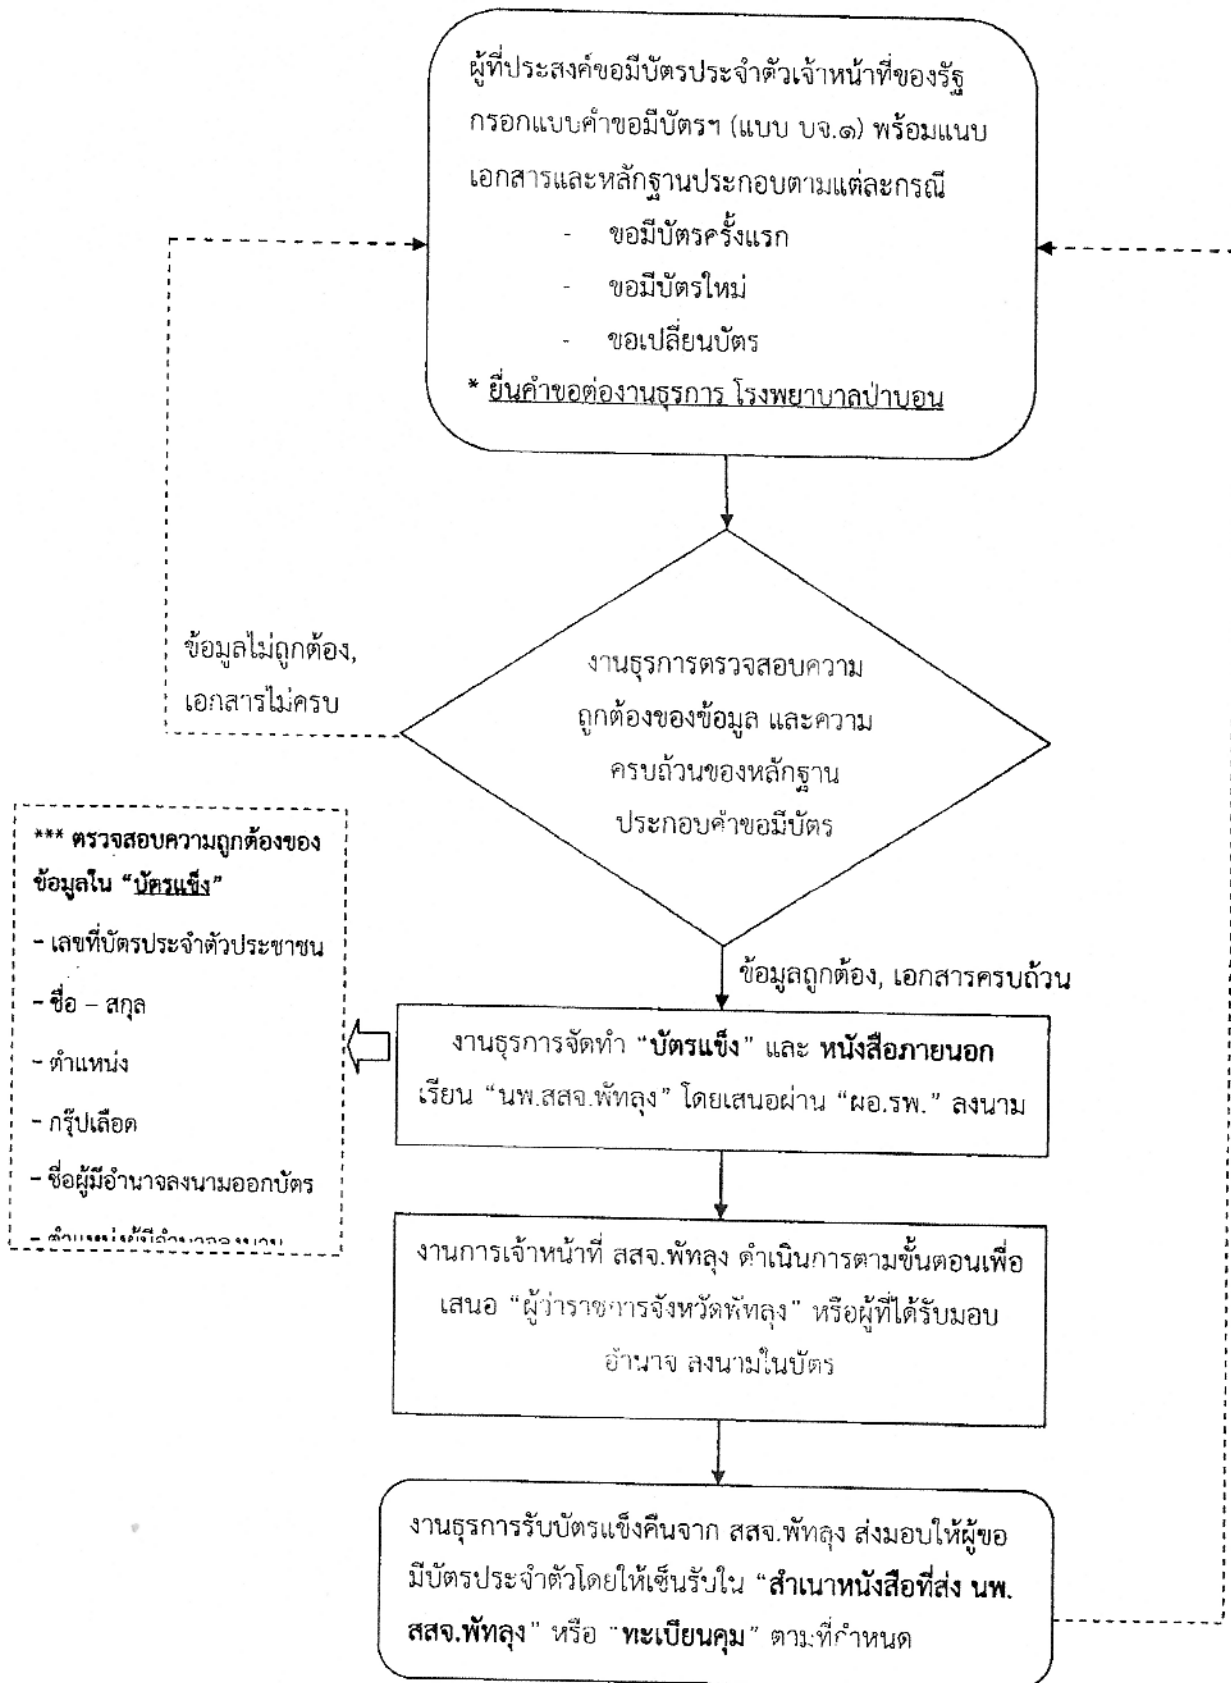 ผู้ที่ประสงค์ขอมีบัตรประจำตัวเจ้าหน้าที่ของรัฐ
กรอกแบบคำขอมีบัตรฯ (แบบ บจ.๑) พร้อมแนบ
เอกสารและหลักฐานประกอบตามแต่ละกรณี
- ขอมีบัตรครั้งแรก
- ขอมีบัตรใหม่
- ขอเปลี่ยนบัตร
* ยื่นคำขอต่องานธุรการ โรงพยาบาลป่าบอน
ข้อมูลไม่ถูกต้อง,
เอกสารไม่ครบ
งานธุรการตรวจสอบความ
ถูกต้องของข้อมูล และความ
ครบถ้วนของหลักฐาน
ประกอบคำขอมีบัตร
ข้อมูลถูกต้อง, เอกสารครบถ้วน
*** ตรวจสอบความถูกต้องของ
ข้อมูลใน “บัตรแข็ง”
- เลขที่บัตรประจำตัวประชาชน
- ชื่อ – สกุล
- ตำแหน่ง
- กรุ๊ปเลือด
- ชื่อผู้มีอำนาจลงนามออกบัตร
- ตำแหน่งผู้มีอำนาจลงนาม
งานธุรการจัดทำ “บัตรแข็ง” และ หนังสือภายนอก
เรียน “นพ.สสจ.พัทลุง” โดยเสนอผ่าน “ผอ.รพ.” ลงนาม
งานการเจ้าหน้าที่ สสจ.พัทลุง ดำเนินการตามขั้นตอนเพื่อ
เสนอ “ผู้ว่าราชการจังหวัดพัทลุง” หรือผู้ที่ได้รับมอบ
อำนาจ ลงนามในบัตร
งานธุรการรับบัตรแข็งคืนจาก สสจ.พัทลุง ส่งมอบให้ผู้ขอ
มีบัตรประจำตัวโดยให้เซ็นรับใน “สำเนาหนังสือที่ส่ง นพ.
สสจ.พัทลุง” หรือ “ทะเบียนคุม” ตามที่กำหนด